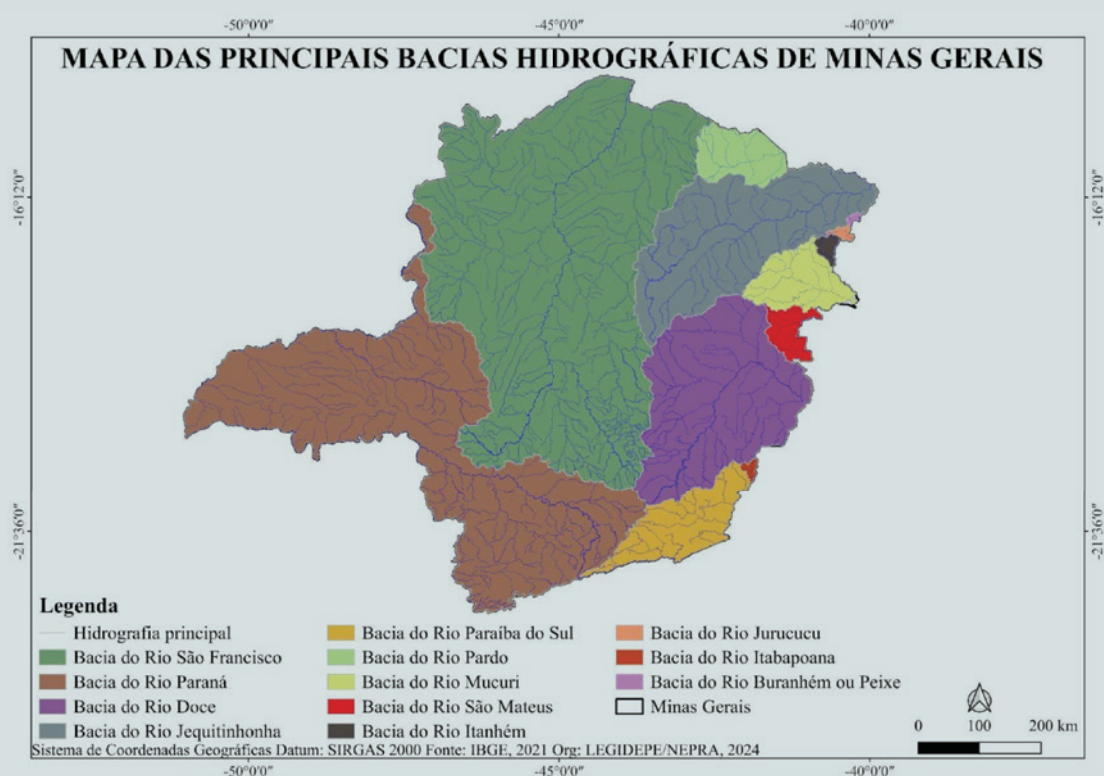 -50°0'0" -45°0'0" -40°0'0"
MAPA DAS PRINCIPAIS BACIAS HIDROGRÁFICAS DE MINAS GERAIS
-16°12'0" -16°12'0"
-21°36'0" -21°36'0"
Legenda
Hidrografia principal
Bacia do Rio São Francisco
Bacia do Rio Paraná
Bacia do Rio Doce
Bacia do Rio Jequitinhonha
Bacia do Rio Paraíba do Sul
Bacia do Rio Pardo
Bacia do Rio Mucuri
Bacia do Rio São Mateus
Bacia do Rio Itanhém
Bacia do Rio Jurucucu
Bacia do Rio Itabapoana
Bacia do Rio Buranhém ou Peixe
Minas Gerais
0 100 200 km
Sistema de Coordenadas Geográficas Datum: SIRGAS 2000 Fonte: IBGE, 2021 Org: LEGIDEPE/NEPRA, 2024
-50°0'0" -45°0'0" -40°0'0"